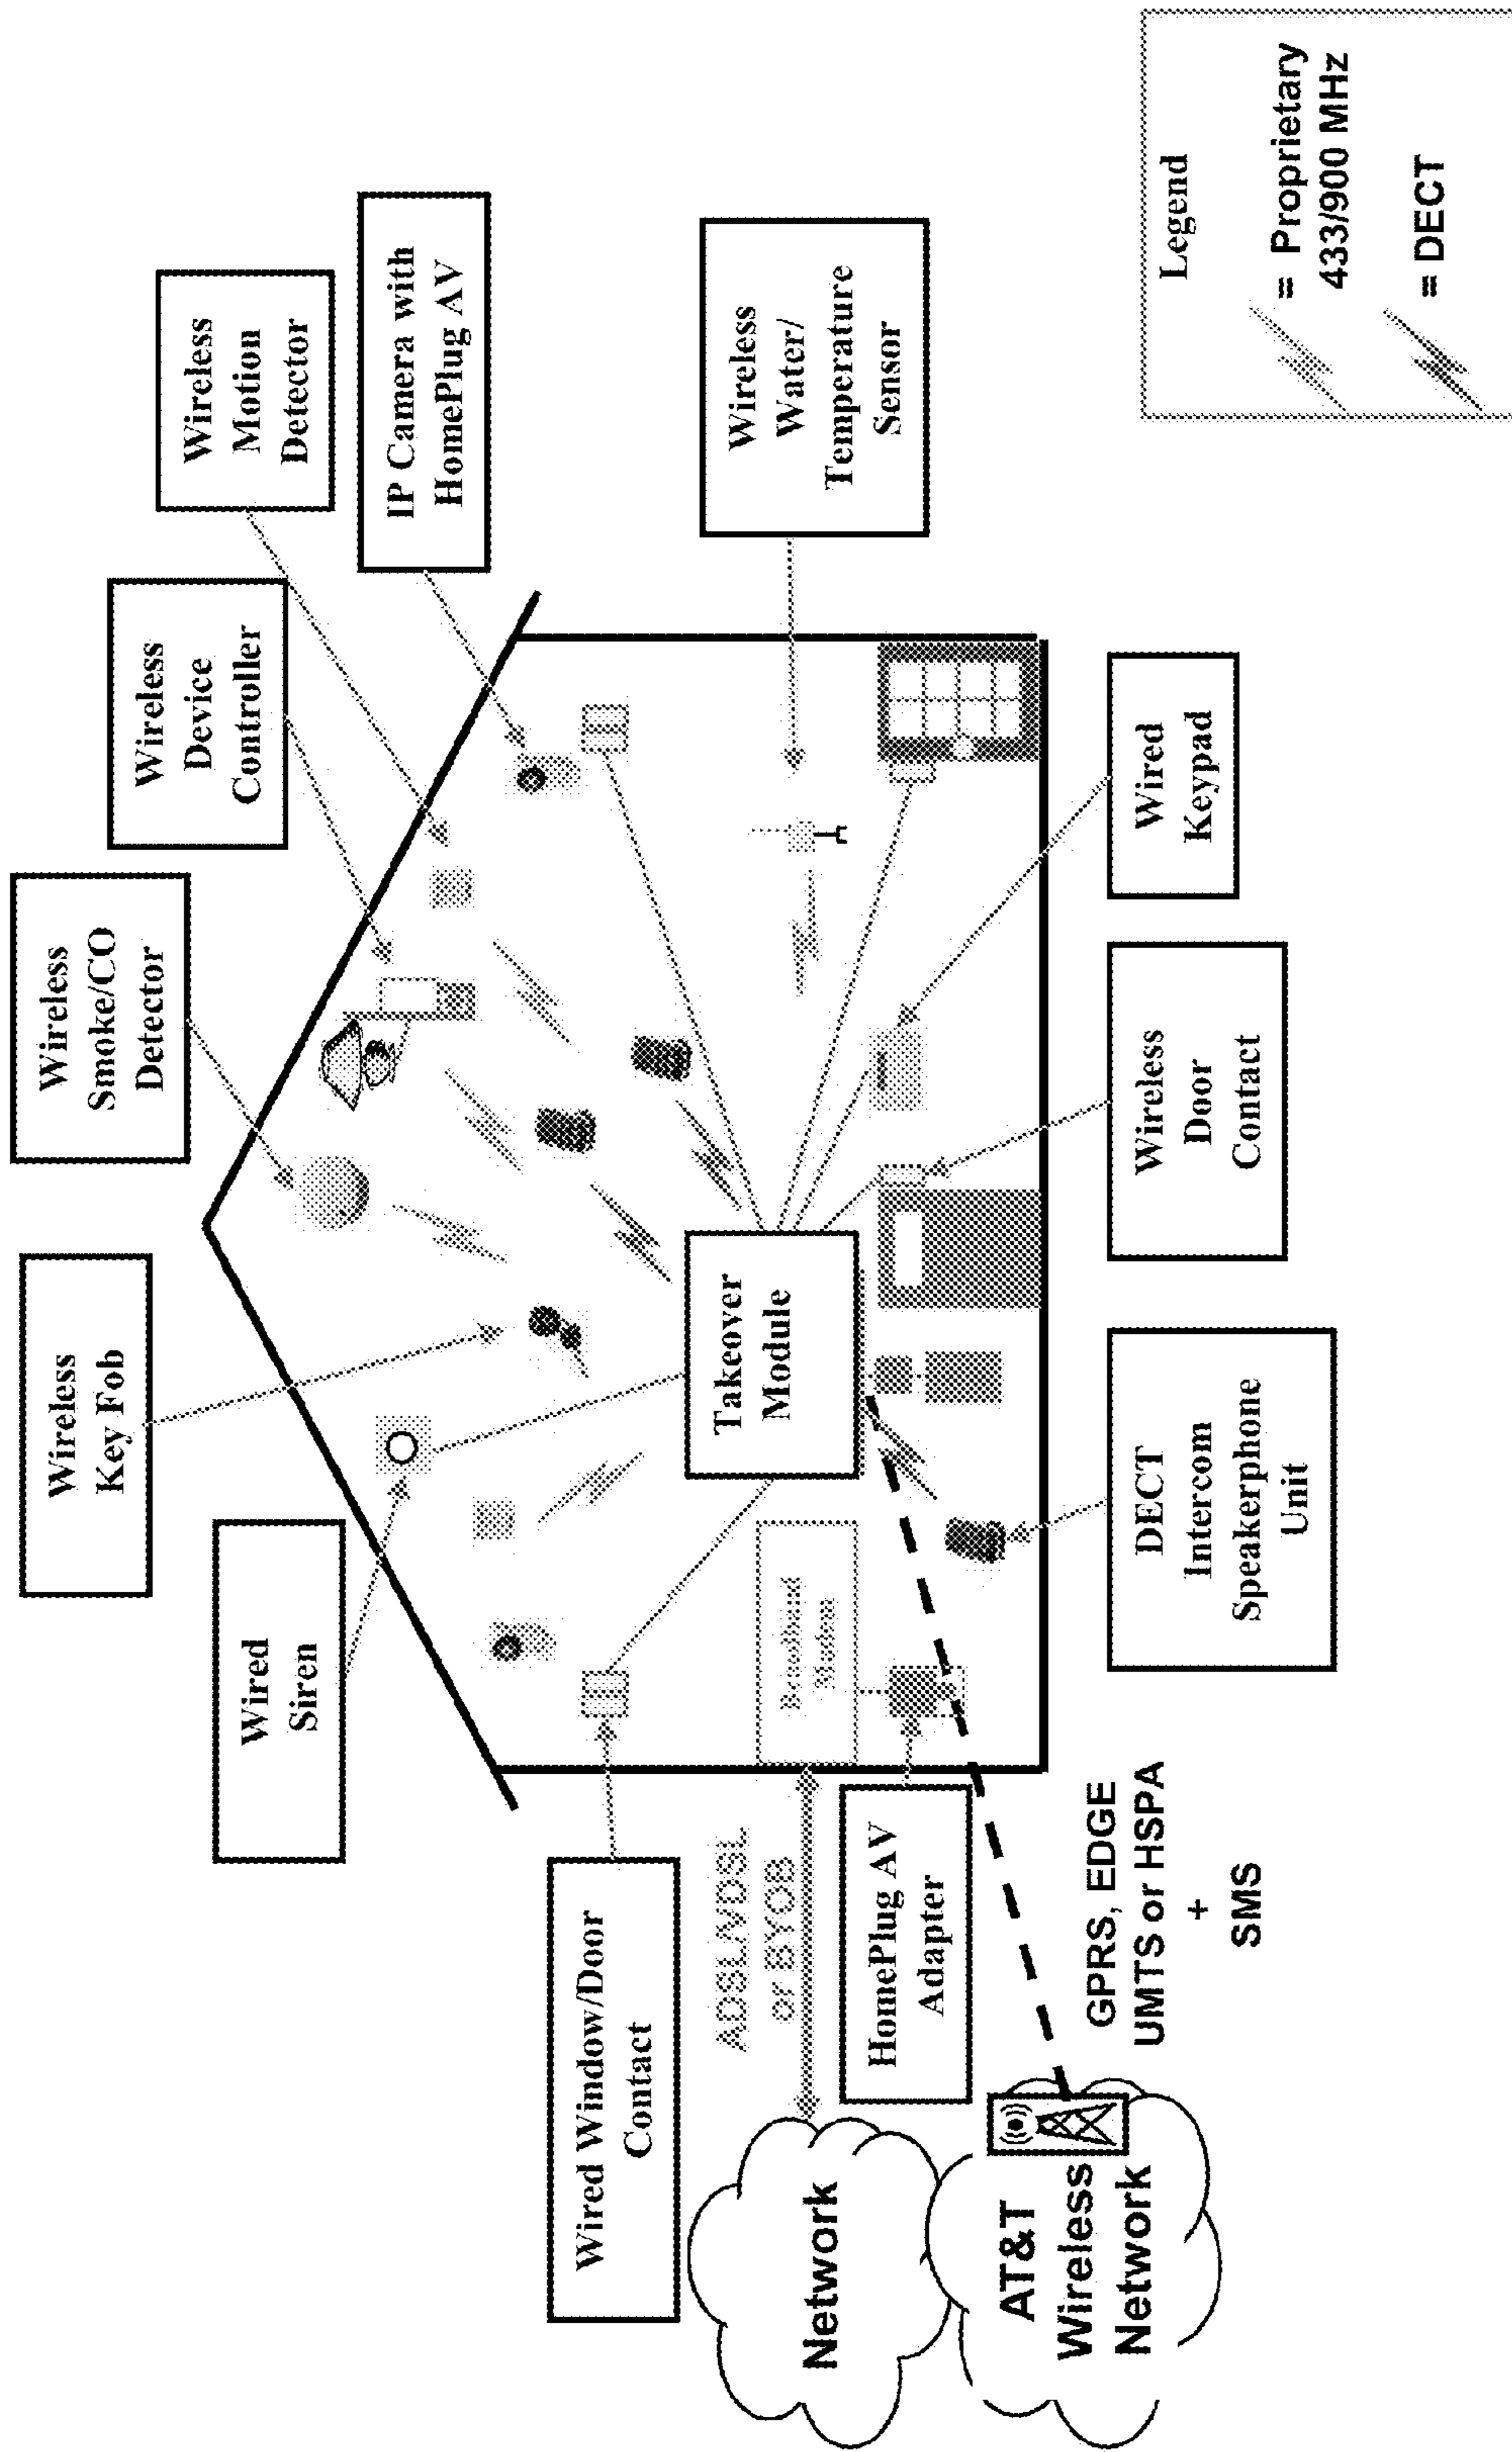 Wireless
Smoke/CO
Detector
Wireless
Key Fob
Wireless
Device
Controller
Wireless
Motion
Detector
Wired
Siren
IP Camera with
HomePlug AV
Wired Window/Door
Contact
Wireless
Water/
Temperature
Sensor
Takeover
Module
ADSL/VDSL
or BYOB
Broadband
Modem
Network
HomePlug AV
Adapter
AT&T
Wireless
Network
GPRS, EDGE
UMTS or HSPA
+
SMS
DECT
Intercom
Speakerphone
Unit
Wireless
Door
Contact
Wired
Keypad
Legend
= Proprietary
433/900 MHz
= DECT